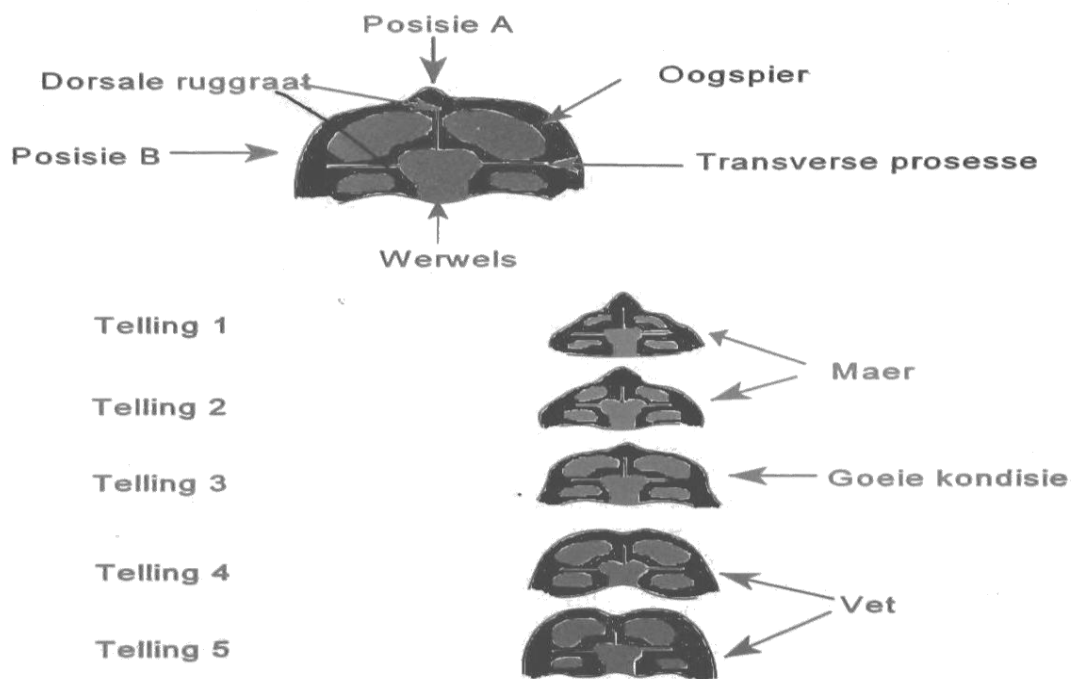 Posisie A
Dorsale ruggraat
Oogspier
Posisie B
Transverse prosesse
Werwels
Telling 1
Maer
Telling 2
Telling 3
Goeie kondisie
Telling 4
Vet
Telling 5